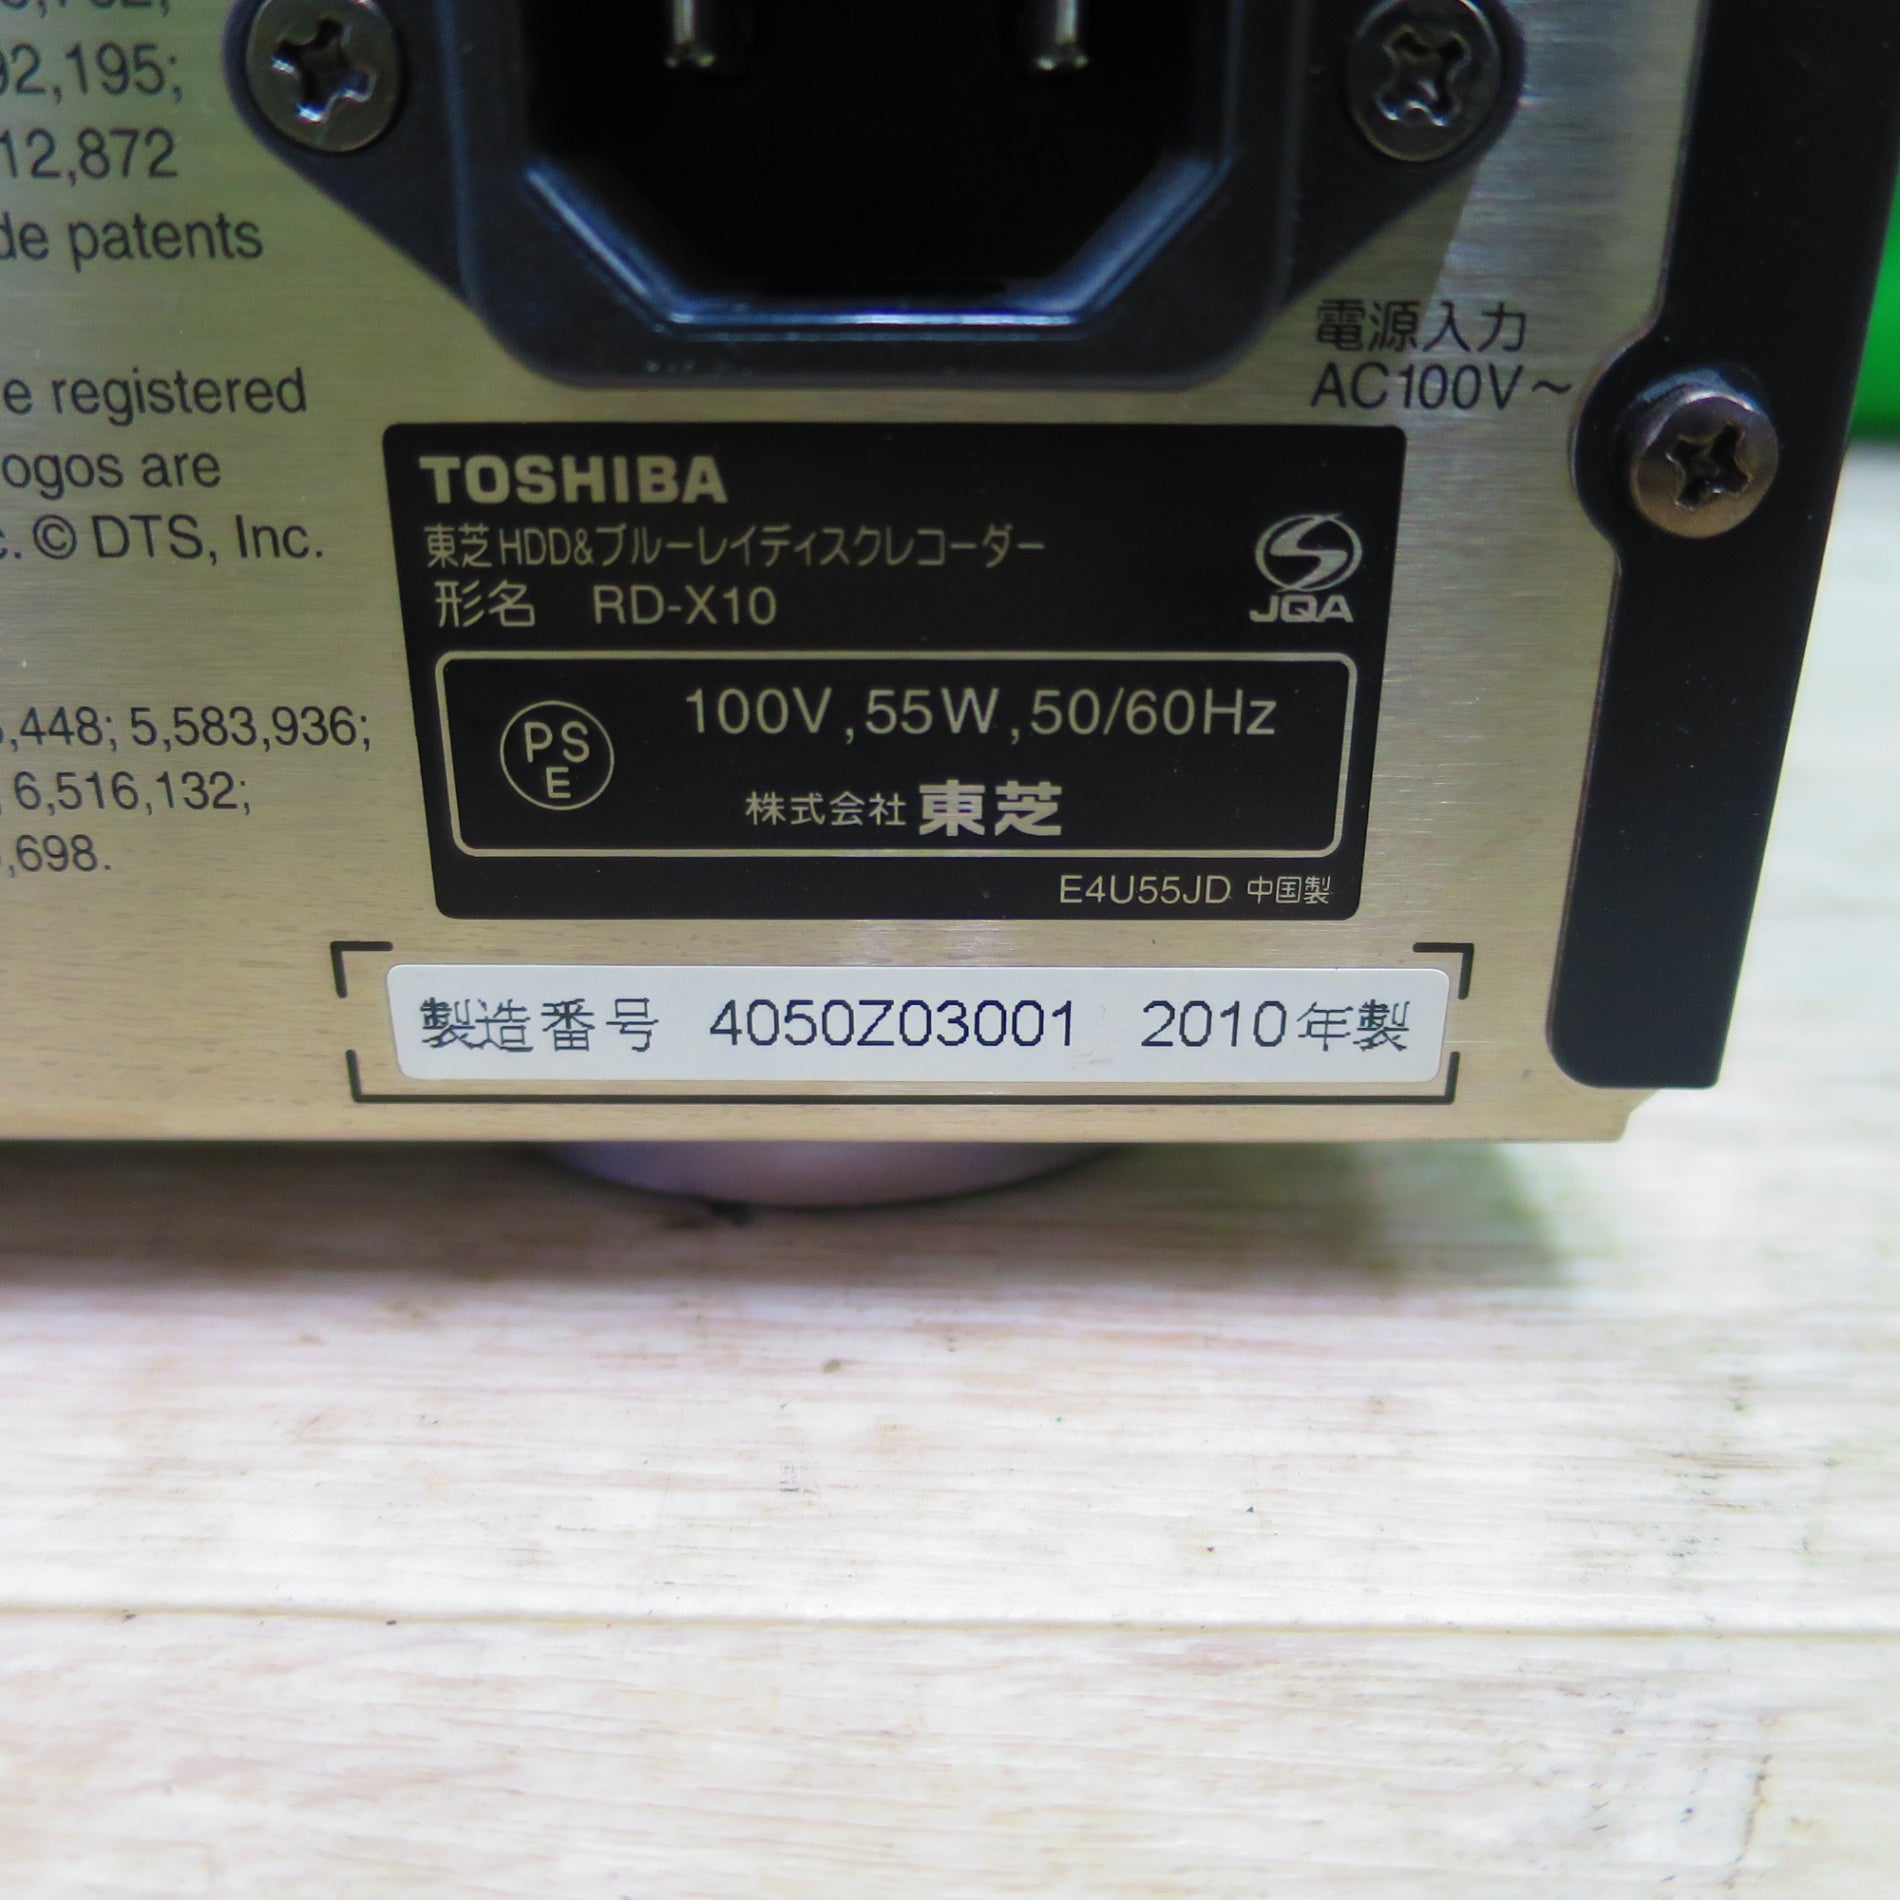 92,195;
12,872
de patents
e registered
ogos are
c. © DTS, Inc.
,448; 5,583,936;
6,516,132;
,698.
電源入力
AC100V~
TOSHIBA
東芝HDD&ブルーレイディスクレコーダー
形名 RD-X10
JQA
PSE
100V, 55W, 50/60Hz
株式会社 東芝
E4U55JD 中国製
製造番号 4050Z03001 2010年製